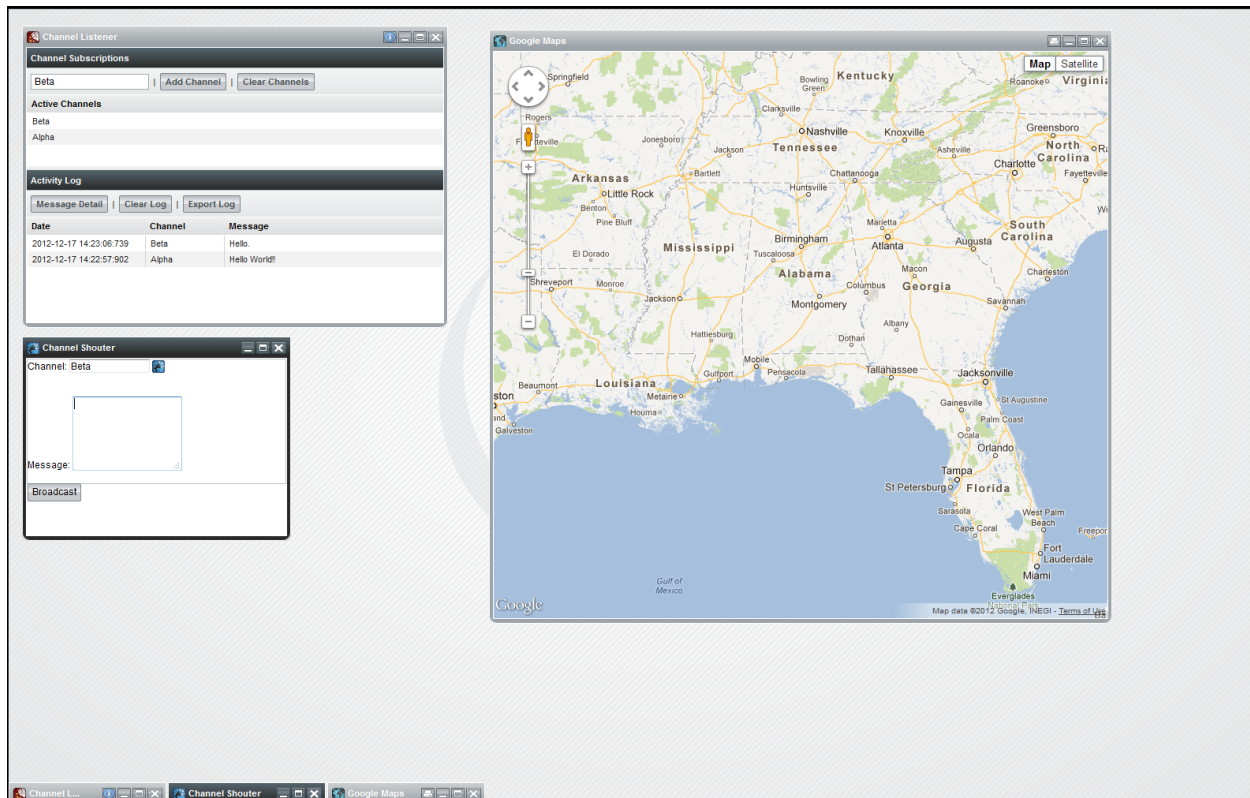 Channel Listener
Channel Subscriptions
Beta | Add Channel | Clear Channels
Active Channels
Beta
Alpha
Activity Log
Message Detail | Clear Log | Export Log
Date Channel Message
2012-12-17 14:23:06:739 Beta Hello.
2012-12-17 14:22:57:902 Alpha Hello World!!
Channel Shouter
Channel: Beta
Message:
Broadcast
Google Maps
Map Satellite
Springfield
Bowling Green
Kentucky
Roanoke
Virginia
Clarksville
Rogers
Nashville
Knoxville
Greensboro
Jonesboro
Jackson
Tennessee
Asheville
North Carolina
Charlotte
Fayetteville
Bartlett
Chattanooga
Arkansas
Little Rock
Huntsville
Benton
Pine Bluff
Marietta
South Carolina
Mississippi
Birmingham
Atlanta
Augusta
El Dorado
Tuscaloosa
Alabama
Macon
Charleston
Shreveport
Monroe
Columbus
Georgia
Jackson
Montgomery
Savannah
Albany
Hattiesburg
Dothan
Mobile
Gulfport
Pensacola
Tallahassee
Jacksonville
Beaumont
Louisiana
Metairie
Houma
Gainesville
St Augustine
Palm Coast
Galveston
Ocala
Orlando
Tampa
St Petersburg
Florida
Sarasota
West Palm Beach
Cape Coral
Fort Lauderdale
Gulf of Mexico
Miami
Everglades National Park
Google
Map data ©2012 Google, INEGI - Terms of Use
Channel L... Channel Shouter Google Maps